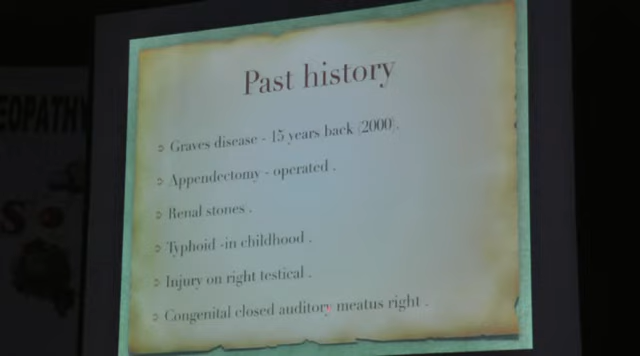 EOPATHY
S
Past history
Graves disease - 15 years back (2000).
Appendectomy - operated .
Renal stones .
Typhoid -in childhood .
Injury on right testical .
Congenital closed auditory meatus right .